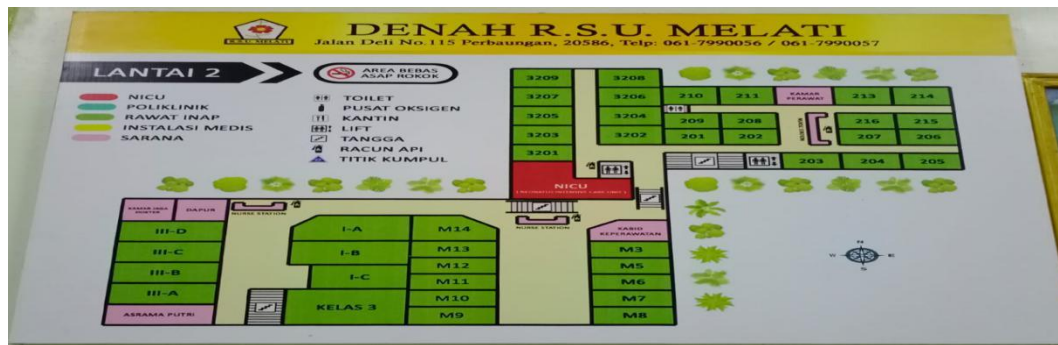 R.S.U MELATI
DENAH R.S.U. MELATI
Jalan Deli No.115 Perbaungan, 20586, Telp: 061-7990056 / 061-7990057
LANTAI 2
AREA BEBAS
ASAP ROKOK
NICU
POLIKLINIK
RAWAT INAP
INSTALASI MEDIS
SARANA
TOILET
PUSAT OKSIGEN
KANTIN
LIFT
TANGGA
RACUN API
TITIK KUMPUL
3209
3207
3205
3203
3201
3208
3206
3204
3202
NICU
210
211
KAMAR
PERAWAT
213
214
209
208
216
215
201
202
207
206
203
204
205
DAPUR
NURSE STATION
III-D
III-C
III-B
III-A
ASRAMA PUTRI
I-A
I-B
I-C
KELAS 3
M14
M13
M12
M11
M10
M9
NURSE STATION
KABID
KEPERAWATAN
M3
M5
M6
M7
M8